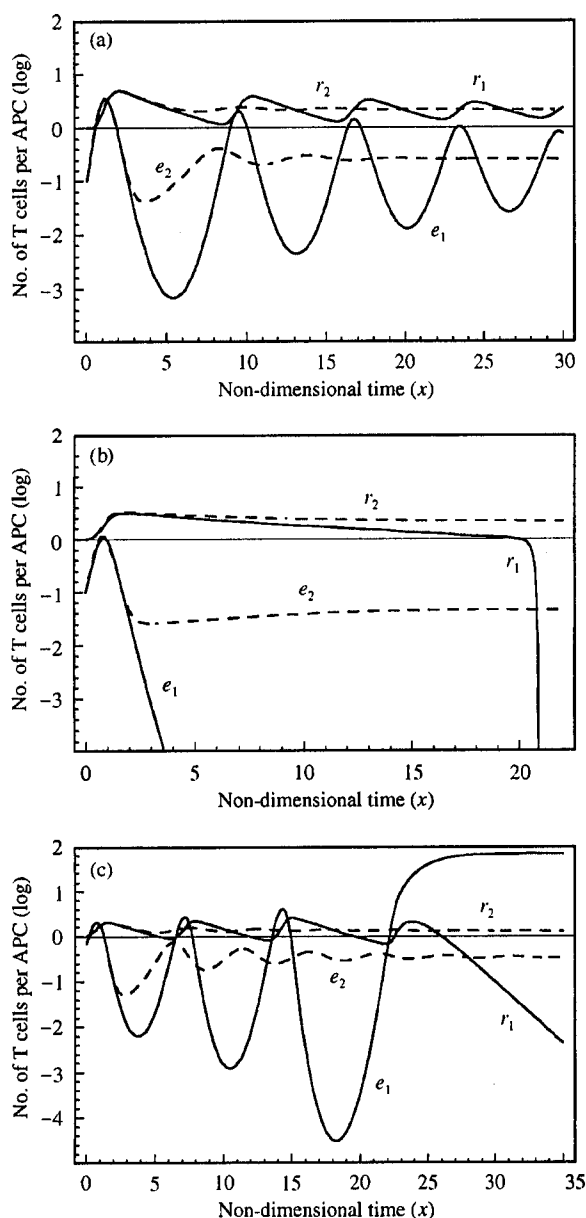 (a)
No. of T cells per APC (log)
2
1
0
−1
−2
−3
r₂
r₁
e₂
e₁
0 5 10 15 20 25 30
Non-dimensional time (x)
(b)
No. of T cells per APC (log)
2
1
0
−1
−2
−3
r₂
r₁
e₂
e₁
0 5 10 15 20
Non-dimensional time (x)
(c)
No. of T cells per APC (log)
2
1
0
−1
−2
−3
−4
r₂
e₂
r₁
e₁
0 5 10 15 20 25 30 35
Non-dimensional time (x)